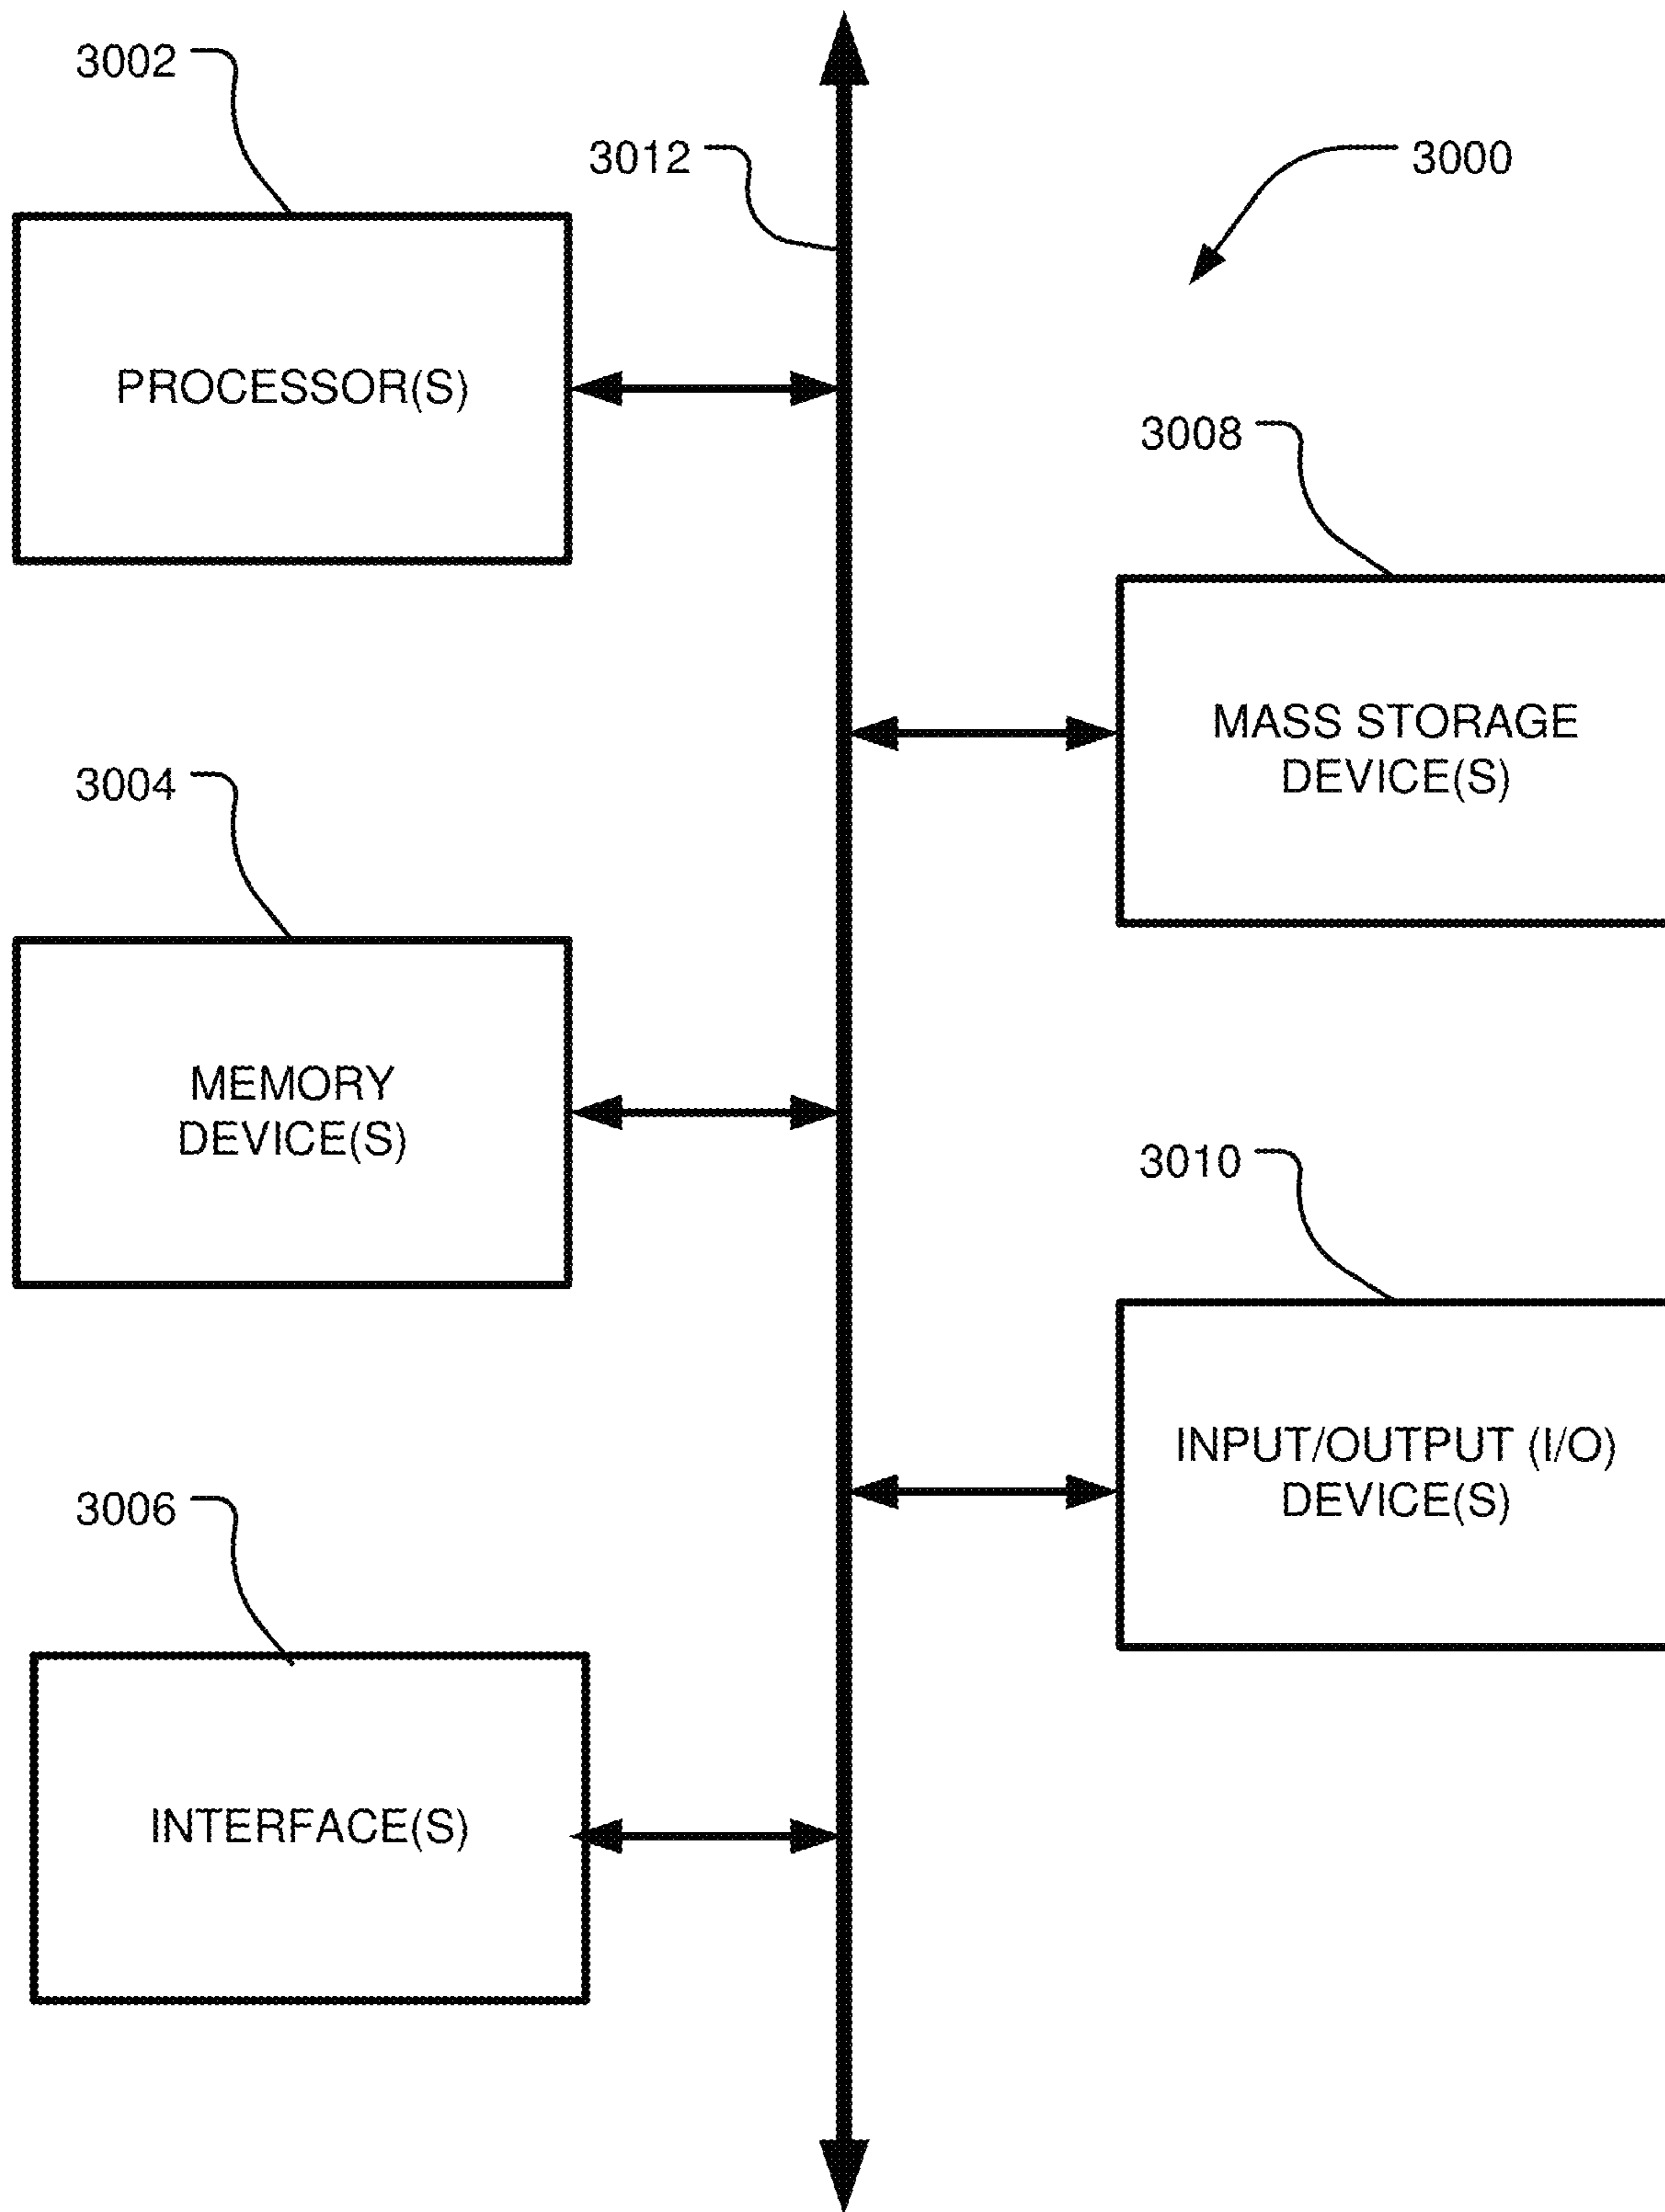 3002
3012
3000
PROCESSOR(S)
3008
MASS STORAGE
DEVICE(S)
3004
MEMORY
DEVICE(S)
3010
INPUT/OUTPUT (I/O)
DEVICE(S)
3006
INTERFACE(S)